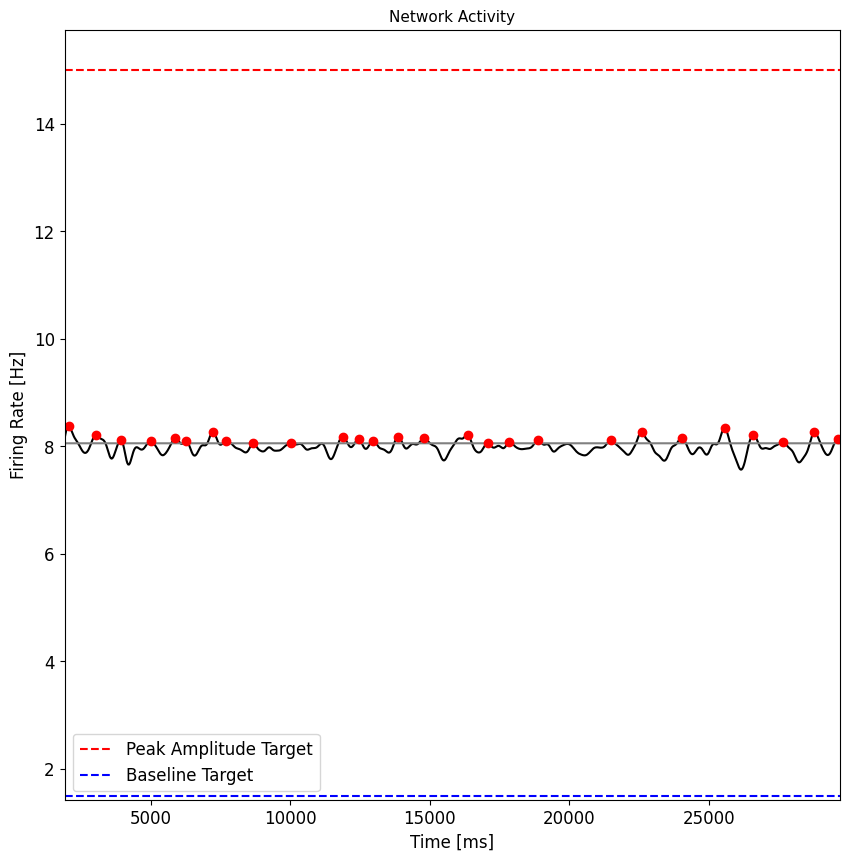 Network Activity
Firing Rate [Hz]
14
12
10
8
6
4
2
Peak Amplitude Target
Baseline Target
5000 10000 15000 20000 25000
Time [ms]